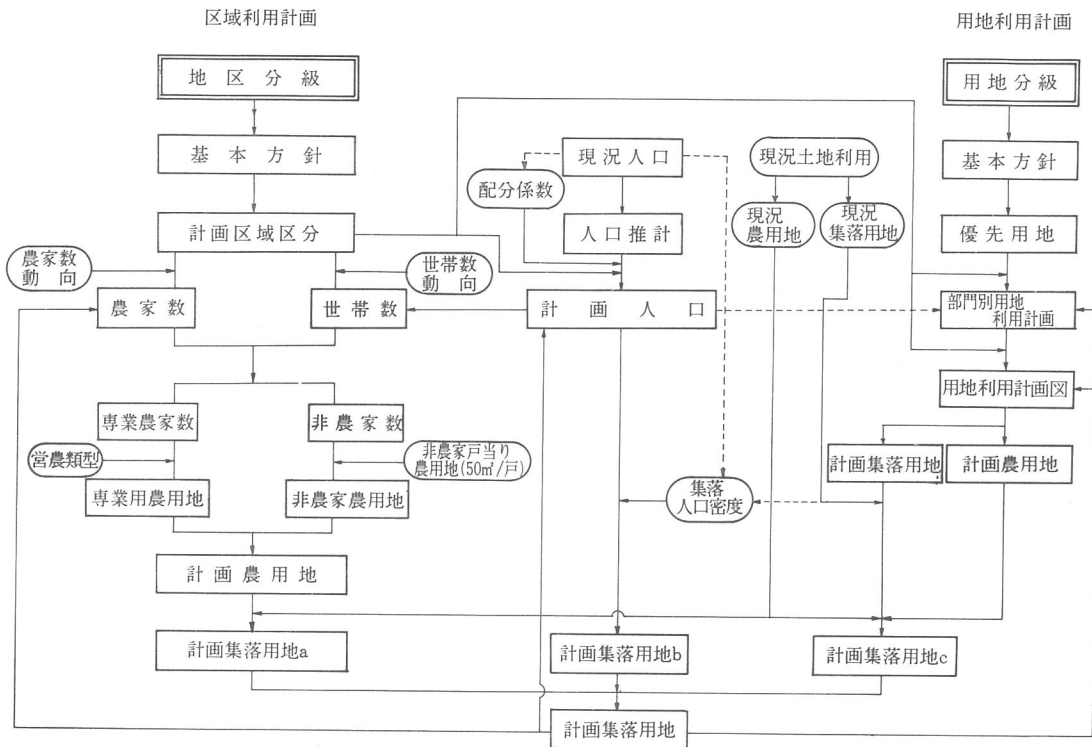 区域利用計画
用地利用計画
地区分級
用地分級
基本方針
現況人口
現況土地利用
基本方針
配分係数
計画区域区分
人口推計
現況
農用地
現況
集落用地
優先用地
農家数
動向
世帯数
動向
農家数
世帯数
計画人口
部門別用地
利用計画
用地利用計画図
専業農家数
非農家数
営農類型
非農家戸当り
農用地(50㎡/戸)
計画集落用地
計画農用地
専業用農用地
非農家農用地
集落
人口密度
計画農用地
計画集落用地a
計画集落用地b
計画集落用地c
計画集落用地